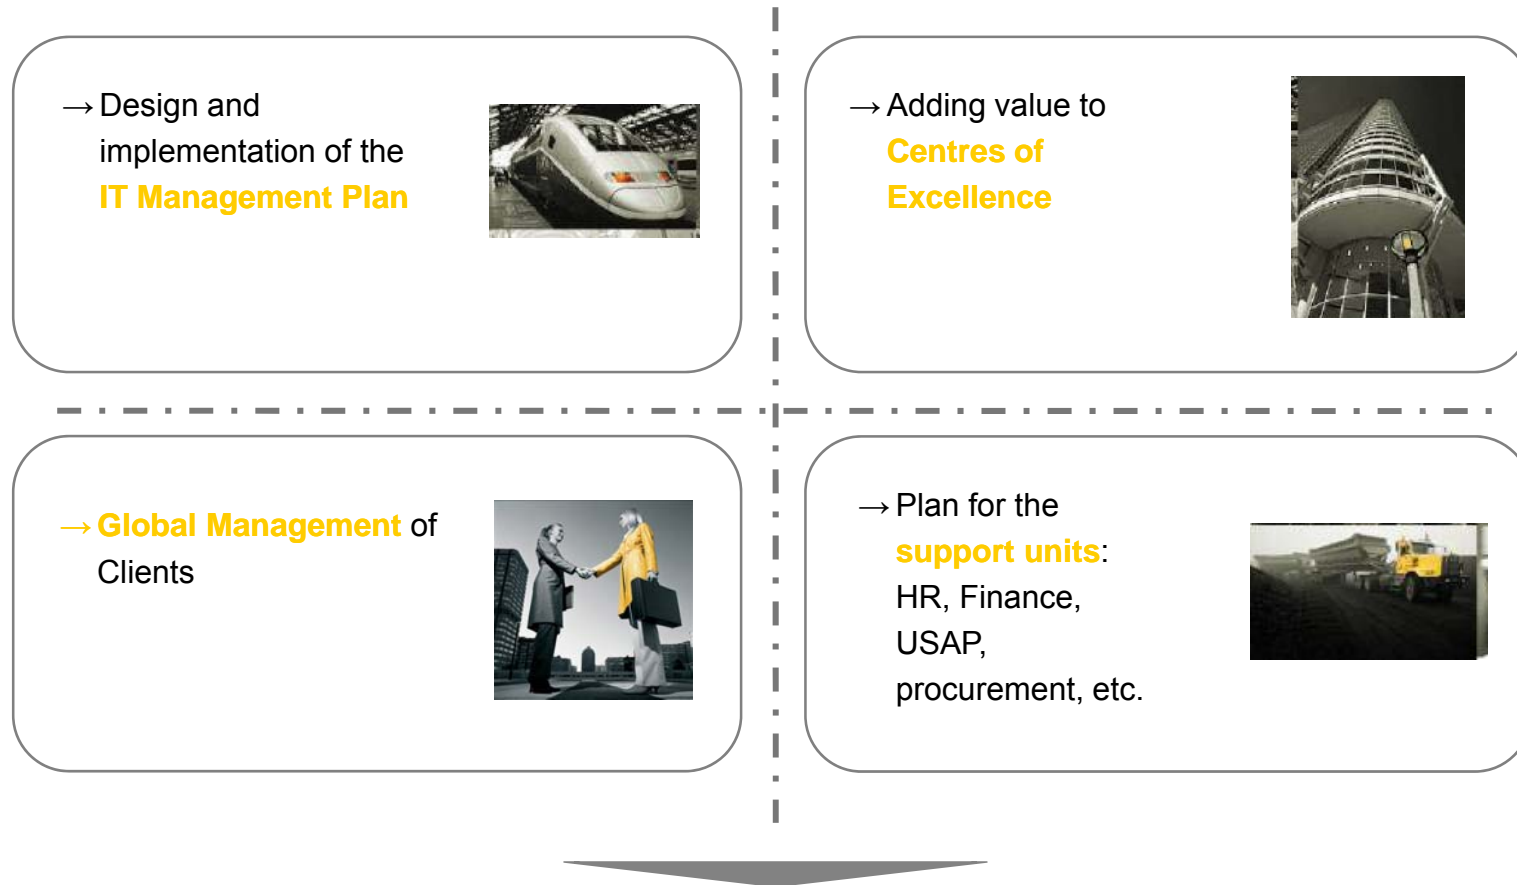 → Design and
implementation of the
IT Management Plan
→ Adding value to
Centres of
Excellence
→ Global Management of
Clients
→ Plan for the
support units:
HR, Finance,
USAP,
procurement, etc.